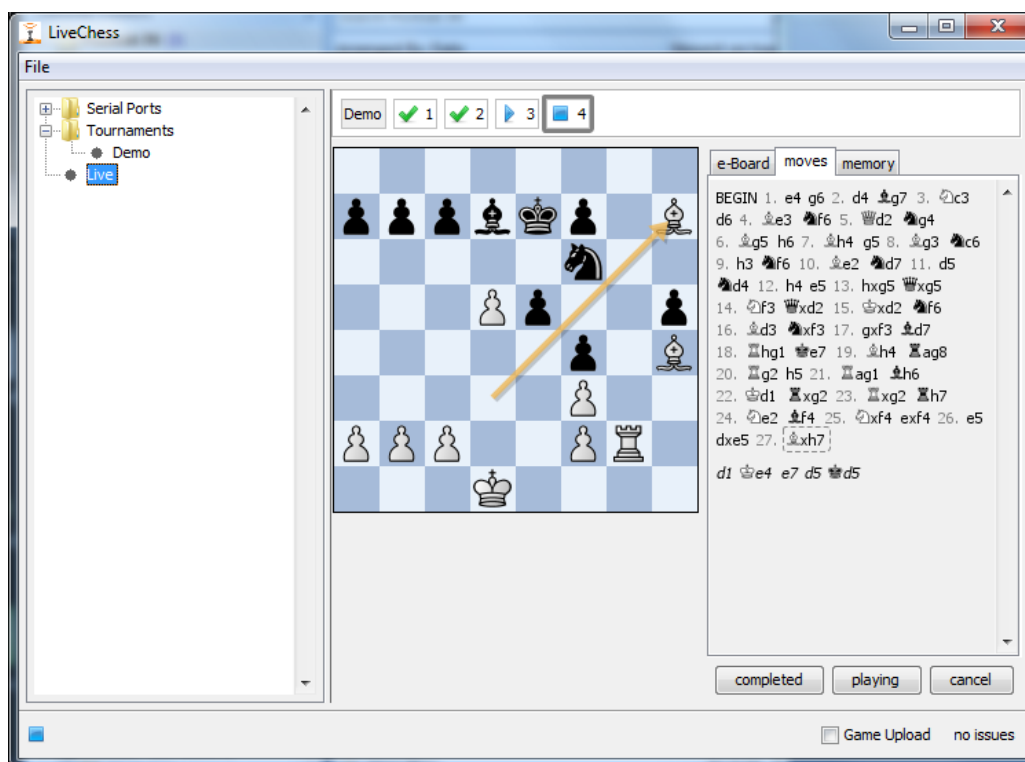 LiveChess
File
Serial Ports
Tournaments
Demo
Live
Demo 1 2 3 4
e-Board moves memory
BEGIN 1. e4 g6 2. d4 ♝g7 3. ♘c3
d6 4. ♗e3 ♞f6 5. ♕d2 ♞g4
6. ♗g5 h6 7. ♗h4 g5 8. ♗g3 ♞c6
9. h3 ♞f6 10. ♗e2 ♞d7 11. d5
♞d4 12. h4 e5 13. hxg5 ♛xg5
14. ♘f3 ♛xd2 15. ♔xd2 ♞f6
16. ♗d3 ♞xf3 17. gxf3 ♝d7
18. ♖hg1 ♚e7 19. ♗h4 ♜ag8
20. ♖g2 h5 21. ♖ag1 ♝h6
22. ♔d1 ♜xg2 23. ♖xg2 ♜h7
24. ♘e2 ♝f4 25. ♘xf4 exf4 26. e5
dxe5 27. ♗xh7
d1 ♔e4 e7 d5 ♚d5
completed playing cancel
Game Upload no issues